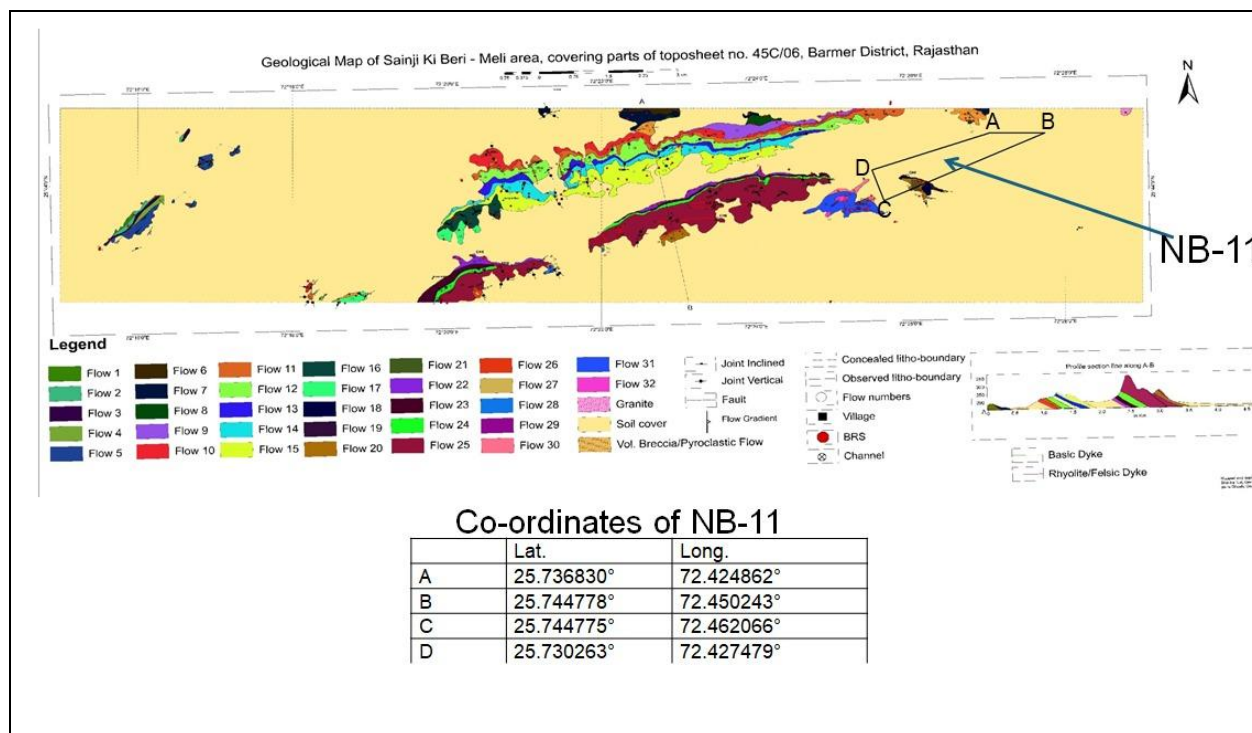 Geological Map of Sainji Ki Beri - Meli area, covering parts of toposheet no. 45C/06, Barmer District, Rajasthan
N
A
A B
D
C
NB-11
B
Legend
Flow 1
Flow 2
Flow 3
Flow 4
Flow 5
Flow 6
Flow 7
Flow 8
Flow 9
Flow 10
Flow 11
Flow 12
Flow 13
Flow 14
Flow 15
Flow 16
Flow 17
Flow 18
Flow 19
Flow 20
Flow 21
Flow 22
Flow 23
Flow 24
Flow 25
Flow 26
Flow 27
Flow 28
Flow 29
Flow 30
Flow 31
Flow 32
Granite
Soil cover
Vol. Breccia/Pyroclastic Flow
Joint Inclined
Joint Vertical
Fault
Flow Gradient
Concealed litho-boundary
Observed litho-boundary
Flow numbers
Village
BRS
Channel
Profile section line along A-B
Basic Dyke
Rhyolite/Felsic Dyke
Co-ordinates of NB-11
Lat. Long.
A 25.736830° 72.424862°
B 25.744778° 72.450243°
C 25.744775° 72.462066°
D 25.730263° 72.427479°